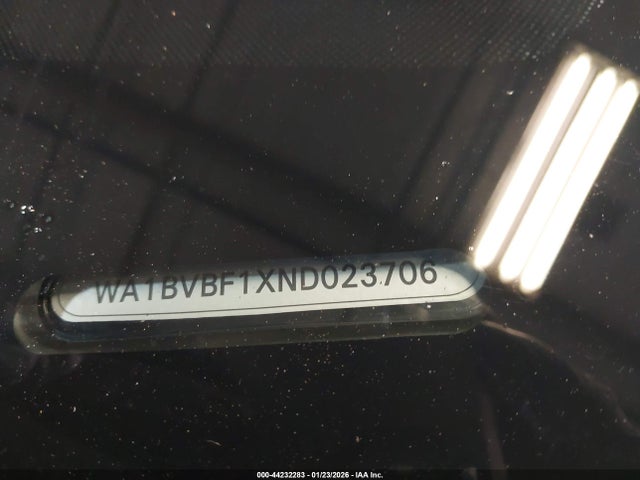 WA1BVBF1XND023706
000-44232283 - 01/23/2026 - IAA Inc.